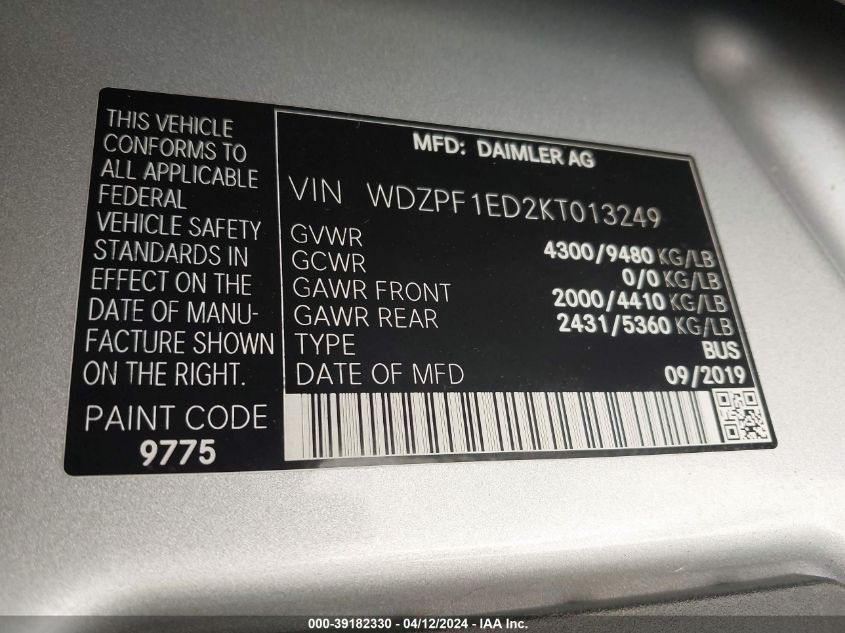 THIS VEHICLE
CONFORMS TO
ALL APPLICABLE
FEDERAL
VEHICLE SAFETY
STANDARDS IN
EFFECT ON THE
DATE OF MANU-
FACTURE SHOWN
ON THE RIGHT.
PAINT CODE
9775
MFD: DAIMLER AG
VIN WDZPF1ED2KT013249
GVWR 4300/9480 KG/LB
GCWR 0/0 KG/LB
GAWR FRONT 2000/4410 KG/LB
GAWR REAR 2431/5360 KG/LB
TYPE BUS
DATE OF MFD 09/2019
000-39182330 - 04/12/2024 - IAA Inc.